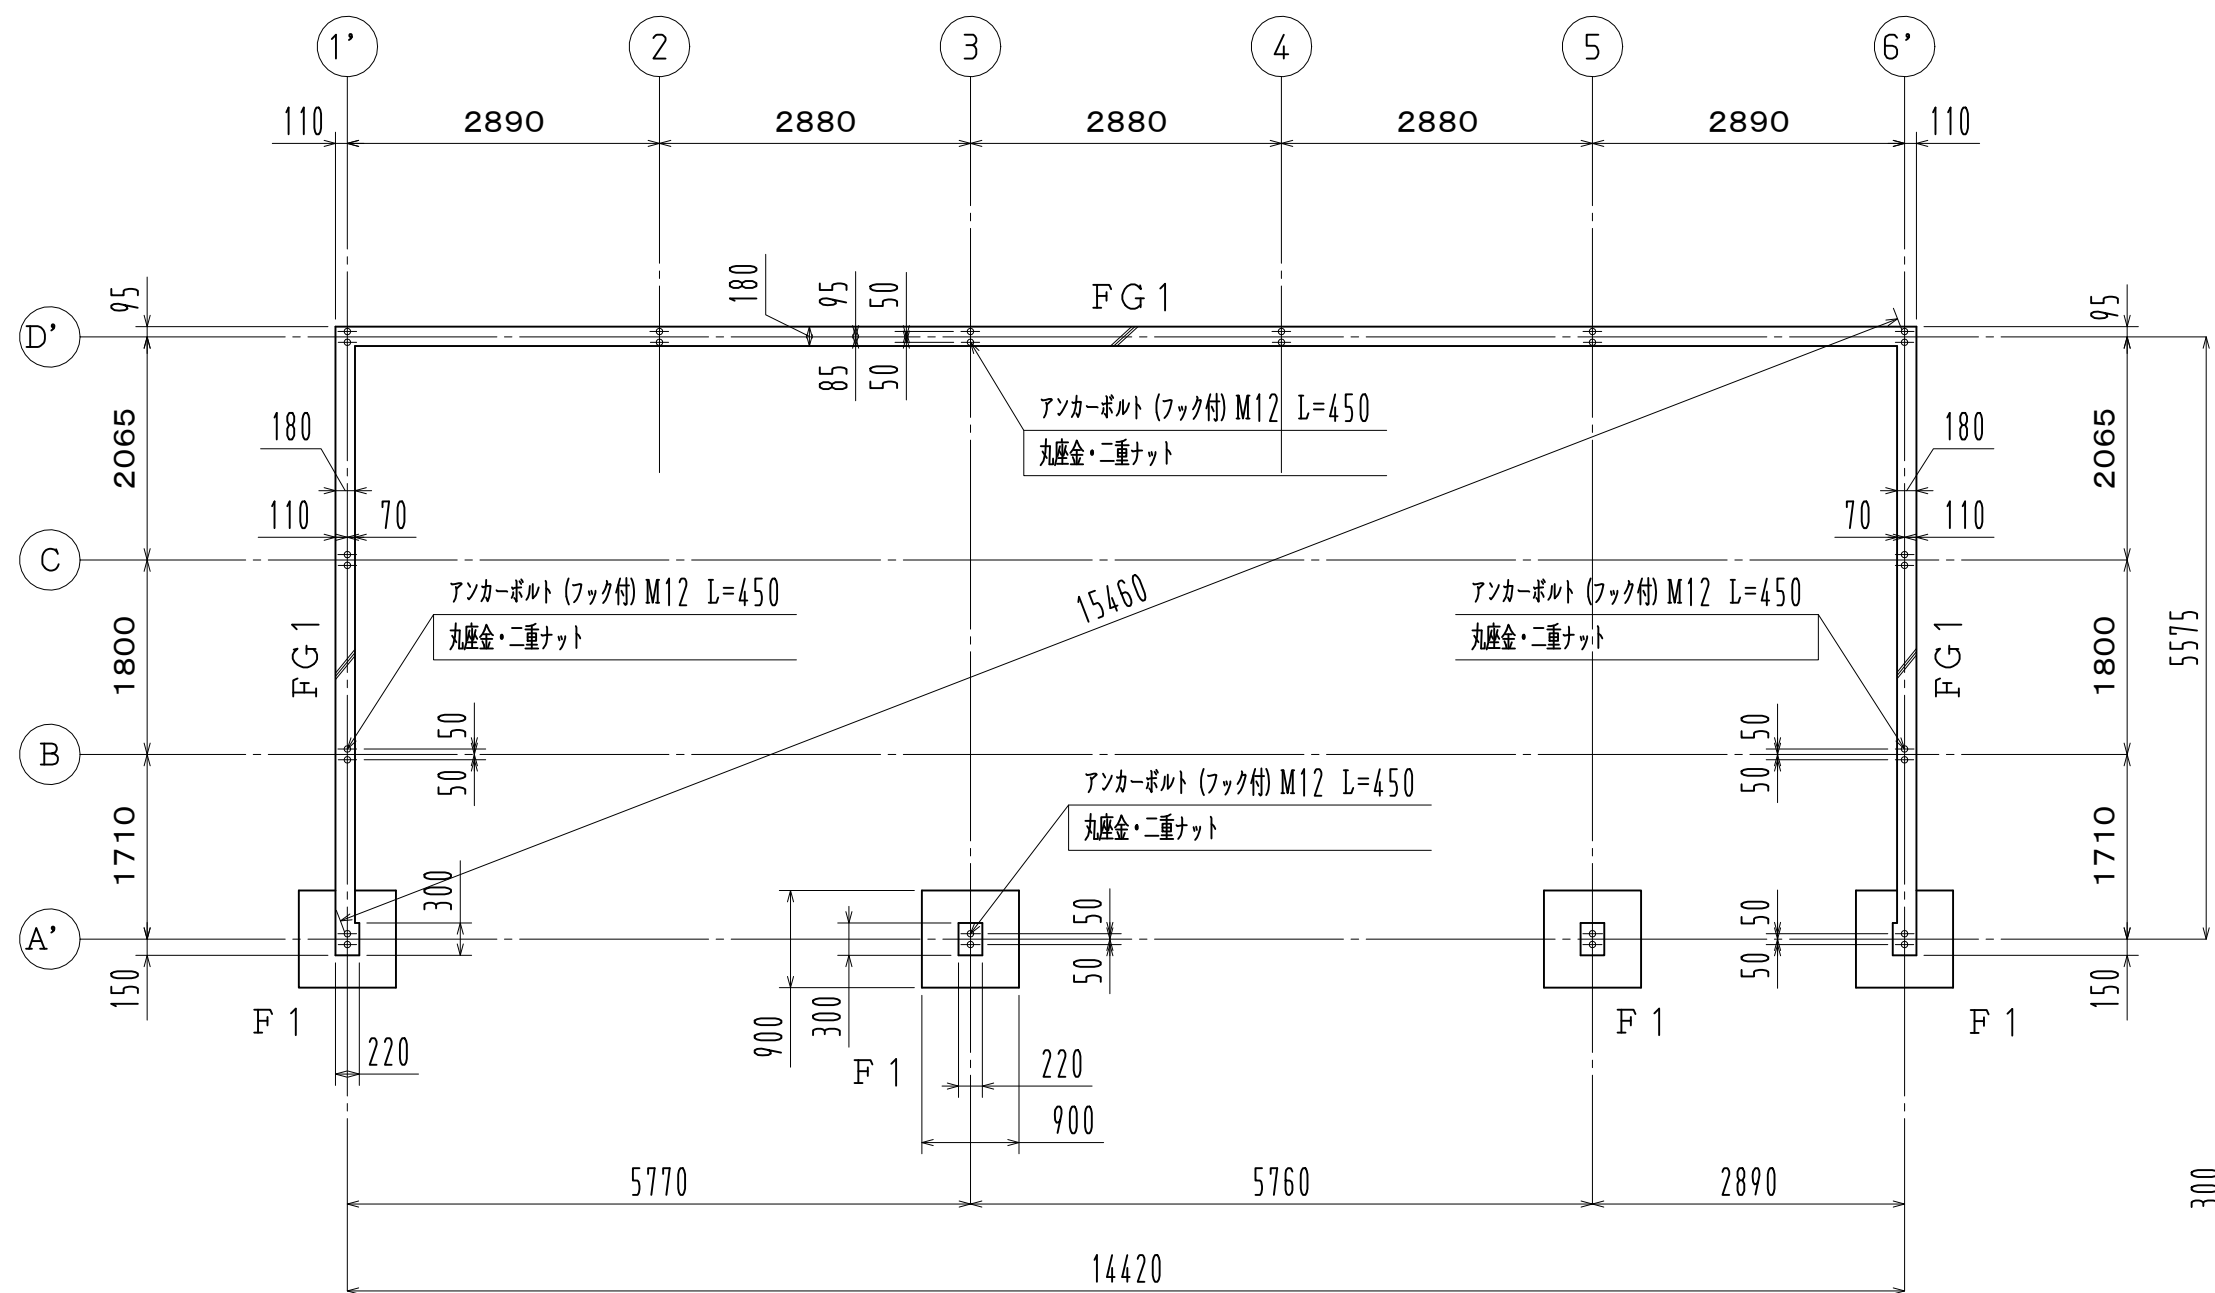 1' 2 3 4 5 6'
110 2890 2880 2880 2880 2890 110
95 180 95 50 FG1 95
D'
85 50
アンカーボルト (フック付) M12 L=450
丸座金・二重ナット
2065 180 180 2065
110 70 70 110
C
5575
アンカーボルト (フック付) M12 L=450
丸座金・二重ナット
15460
アンカーボルト (フック付) M12 L=450
丸座金・二重ナット
1800 FG1 FG1 1800
50 50
B
50 50
アンカーボルト (フック付) M12 L=450
丸座金・二重ナット
1710 1710
300 50 50
A'
150 50 50 150
900 300
F1 F1 F1 F1
220 220
900
5770 5760 2890
300
14420